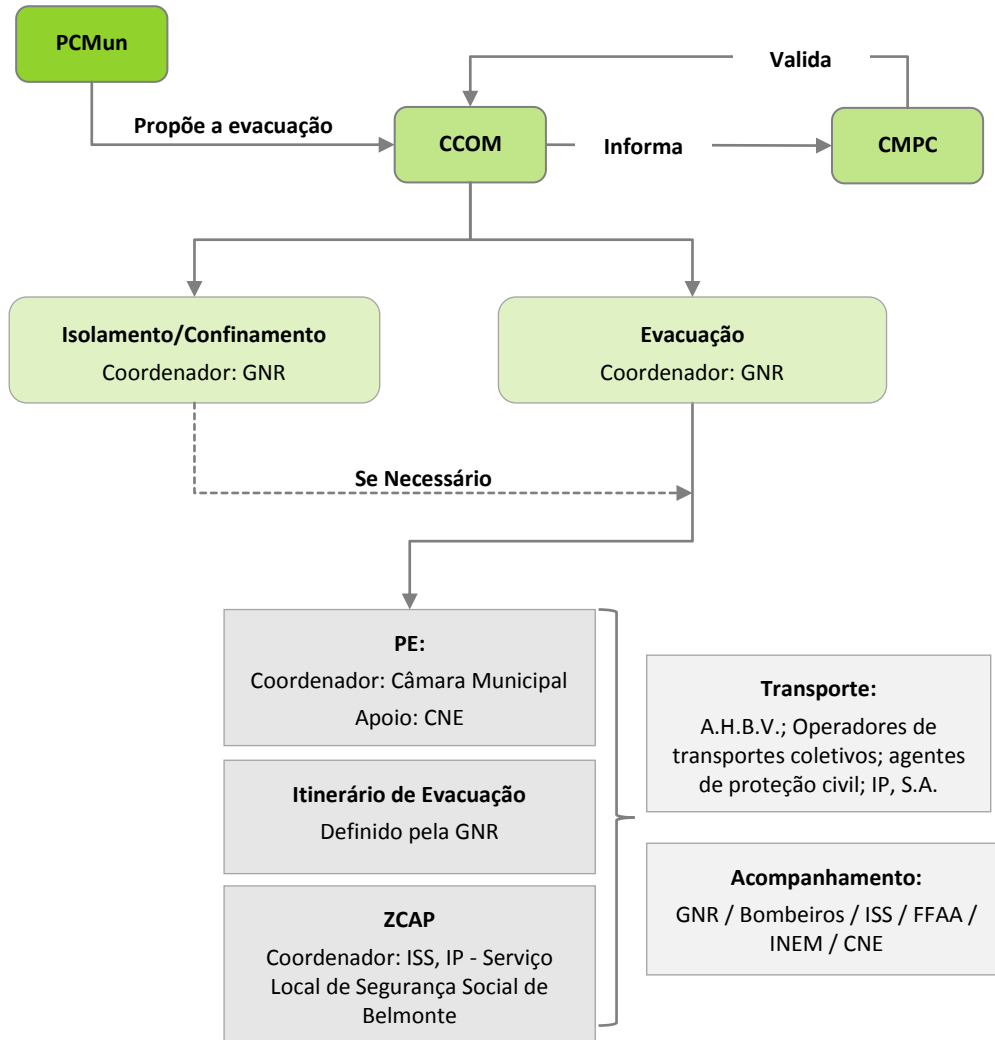 PCMun
Valida
Propõe a evacuação
CCOM
Informa
CMPC
Isolamento/Confinamento
Coordenador: GNR
Evacuação
Coordenador: GNR
Se Necessário
PE:
Coordenador: Câmara Municipal
Apoio: CNE
Itinerário de Evacuação
Definido pela GNR
ZCAP
Coordenador: ISS, IP - Serviço
Local de Segurança Social de
Belmonte
Transporte:
A.H.B.V.; Operadores de
transportes coletivos; agentes
de proteção civil; IP, S.A.
Acompanhamento:
GNR / Bombeiros / ISS / FFAA /
INEM / CNE